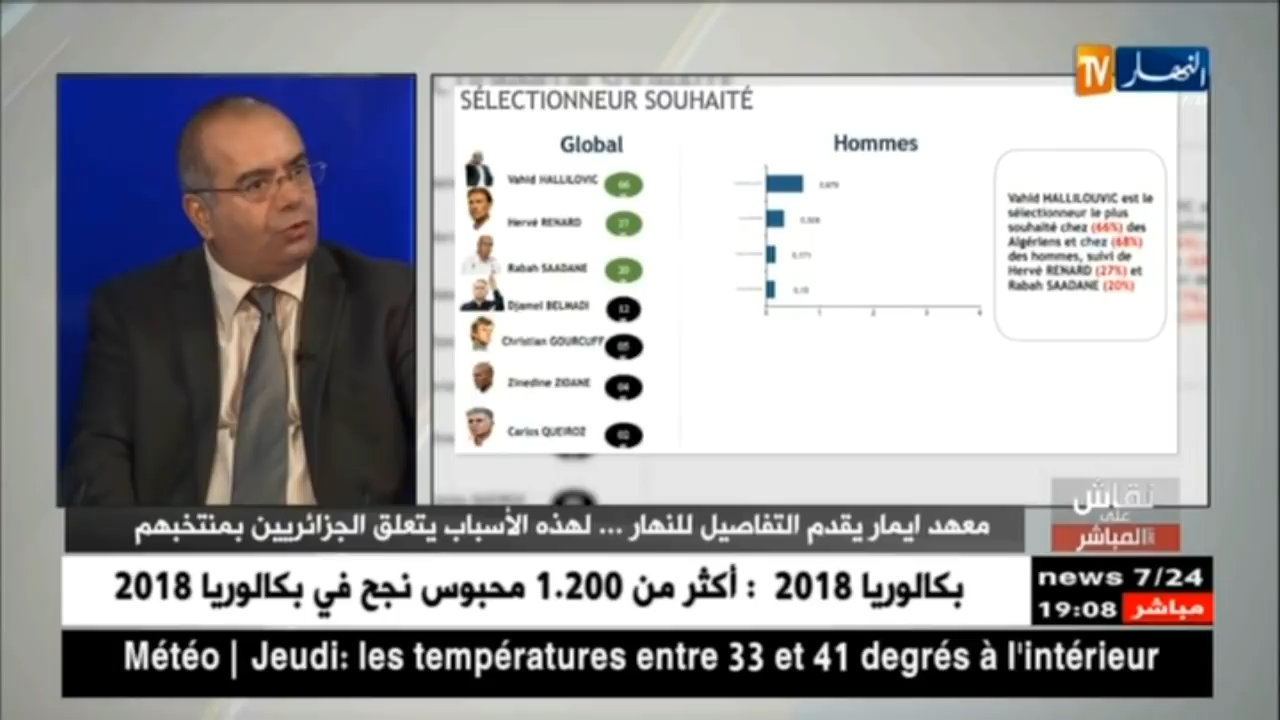 TV النهار
SÉLECTIONNEUR SOUHAITÉ
Global
Hommes
Vahid HALLILOVIC 66
Hervé RENARD 27
Rabah SAADANE 20
Djamel BELMADI 12
Christian GOURCUFF 05
Zinedine ZIDANE 04
Carlos QUEIROZ 02
1 2 3 4
Vahid HALLILOUVIC est le
sélectionneur le plus
souhaité chez (66%) des
Algériens et chez (68%)
des hommes, suivi de
Hervé RENARD (27%) et
Rabah SAADANE (20%)
نقاش
على
المباشر
معهد ايمار يقدم التفاصيل للنهار ... لهذه الأسباب يتعلق الجزائريين بمنتخبهم
بكالوريا 2018 : أكثر من 1.200 محبوس نجح في بكالوريا 2018
news 7/24
19:08 مباشر
Météo | Jeudi: les températures entre 33 et 41 degrés à l'intérieur